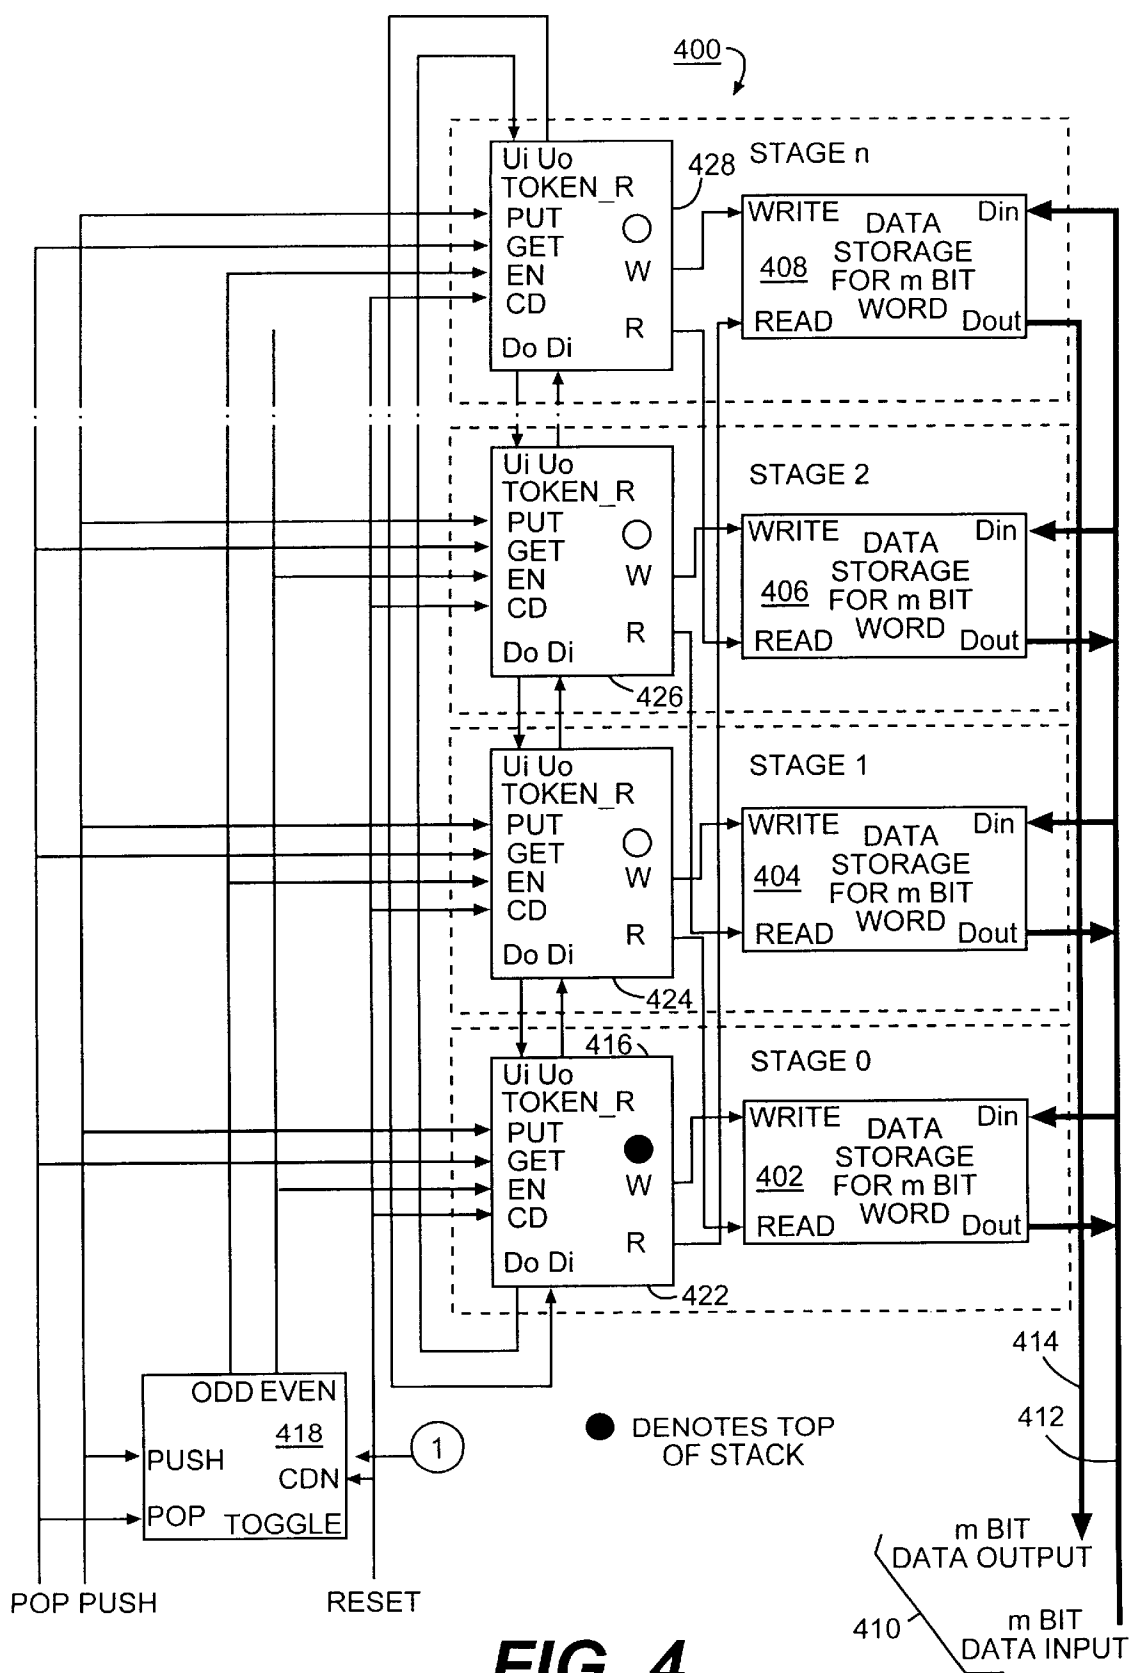 400
STAGE n
Ui Uo
TOKEN_R
PUT
GET
EN
CD
W
R
Do Di
428
WRITE
Din
DATA
STORAGE
FOR m BIT
WORD
408
READ
Dout
STAGE 2
Ui Uo
TOKEN_R
PUT
GET
EN
CD
W
R
Do Di
426
WRITE
Din
DATA
STORAGE
FOR m BIT
WORD
406
READ
Dout
STAGE 1
Ui Uo
TOKEN_R
PUT
GET
EN
CD
W
R
Do Di
424
WRITE
Din
DATA
STORAGE
FOR m BIT
WORD
404
READ
Dout
416
STAGE 0
Ui Uo
TOKEN_R
PUT
GET
EN
CD
W
R
Do Di
422
WRITE
Din
DATA
STORAGE
FOR m BIT
WORD
402
READ
Dout
414
412
ODD EVEN
418
PUSH
CDN
POP
TOGGLE
1
DENOTES TOP
OF STACK
POP PUSH
RESET
m BIT
DATA OUTPUT
410
m BIT
DATA INPUT
FIG. 4